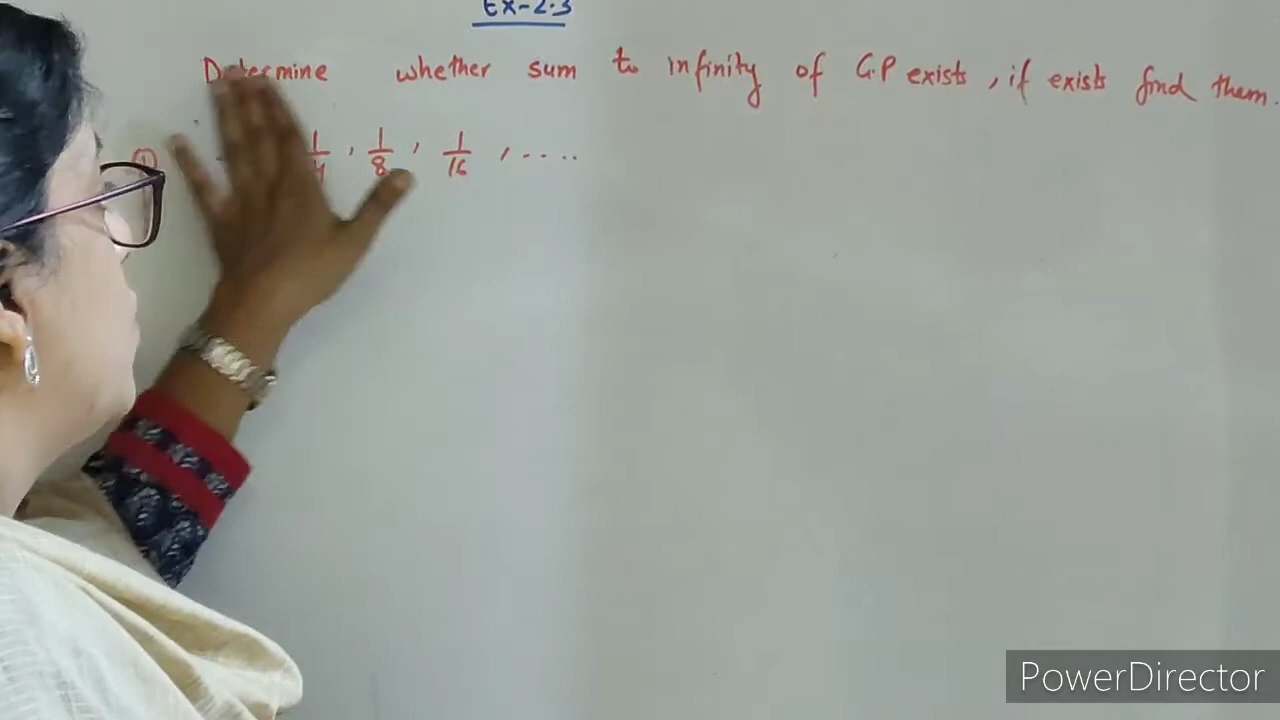 Ex-2.3
Determine whether sum to infinity of G.P exists, if exists find them.
① 1/4, 1/8, 1/16, ....
PowerDirector